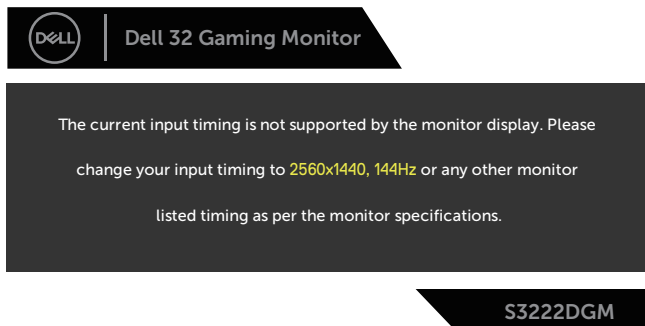 DELL
Dell 32 Gaming Monitor
The current input timing is not supported by the monitor display. Please
change your input timing to 2560x1440, 144Hz or any other monitor
listed timing as per the monitor specifications.
S3222DGM